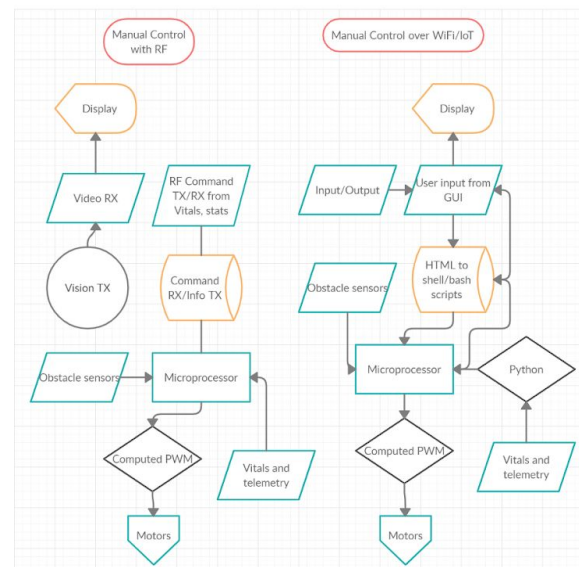 Manual Control
with RF
Display
Video RX
RF Command
TX/RX from
Vitals, stats
Vision TX
Command
RX/Info TX
Obstacle sensors
Microprocessor
Computed PWM
Vitals and
telemetry
Motors
Manual Control over WiFi/IoT
Display
Input/Output
User input from
GUI
HTML to
shell/bash
scripts
Obstacle sensors
Microprocessor
Python
Computed PWM
Vitals and
telemetry
Motors